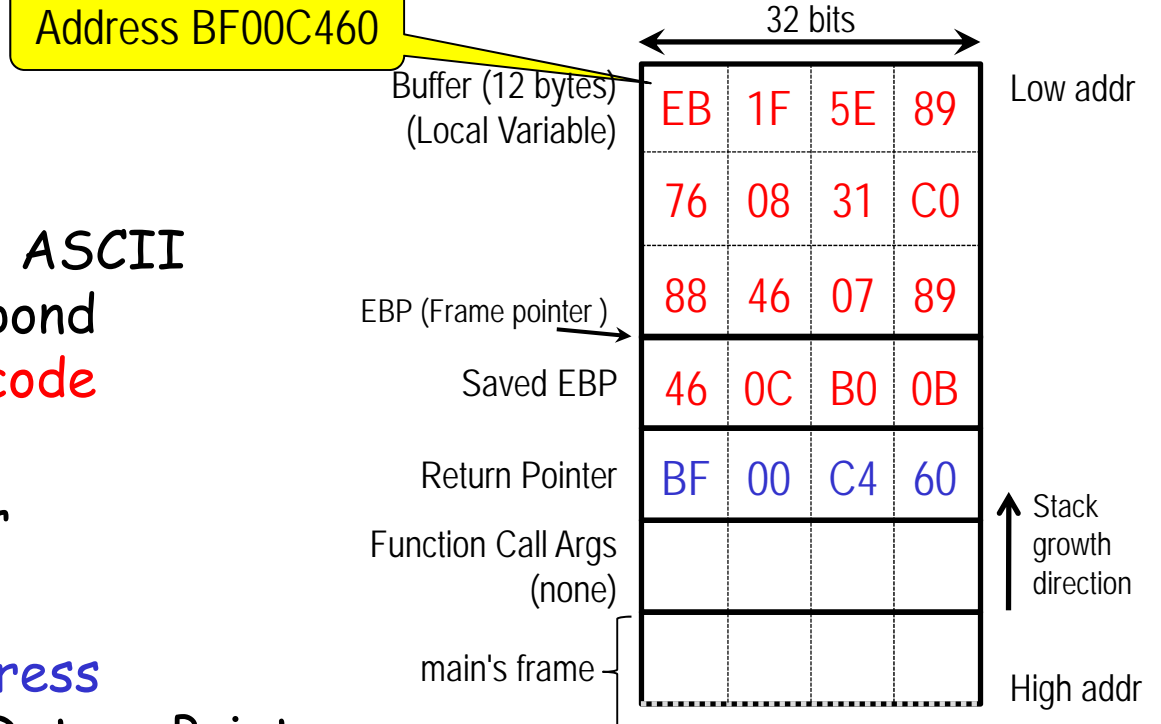 Address BF00C460
32 bits
Buffer (12 bytes)
(Local Variable)
Low addr
EB 1F 5E 89
76 08 31 C0
ASCII
88 46 07 89
EBP (Frame pointer )
code
Saved EBP
46 0C B0 0B
Return Pointer
BF 00 C4 60
Stack
growth
direction
Function Call Args
(none)
main's frame
High addr